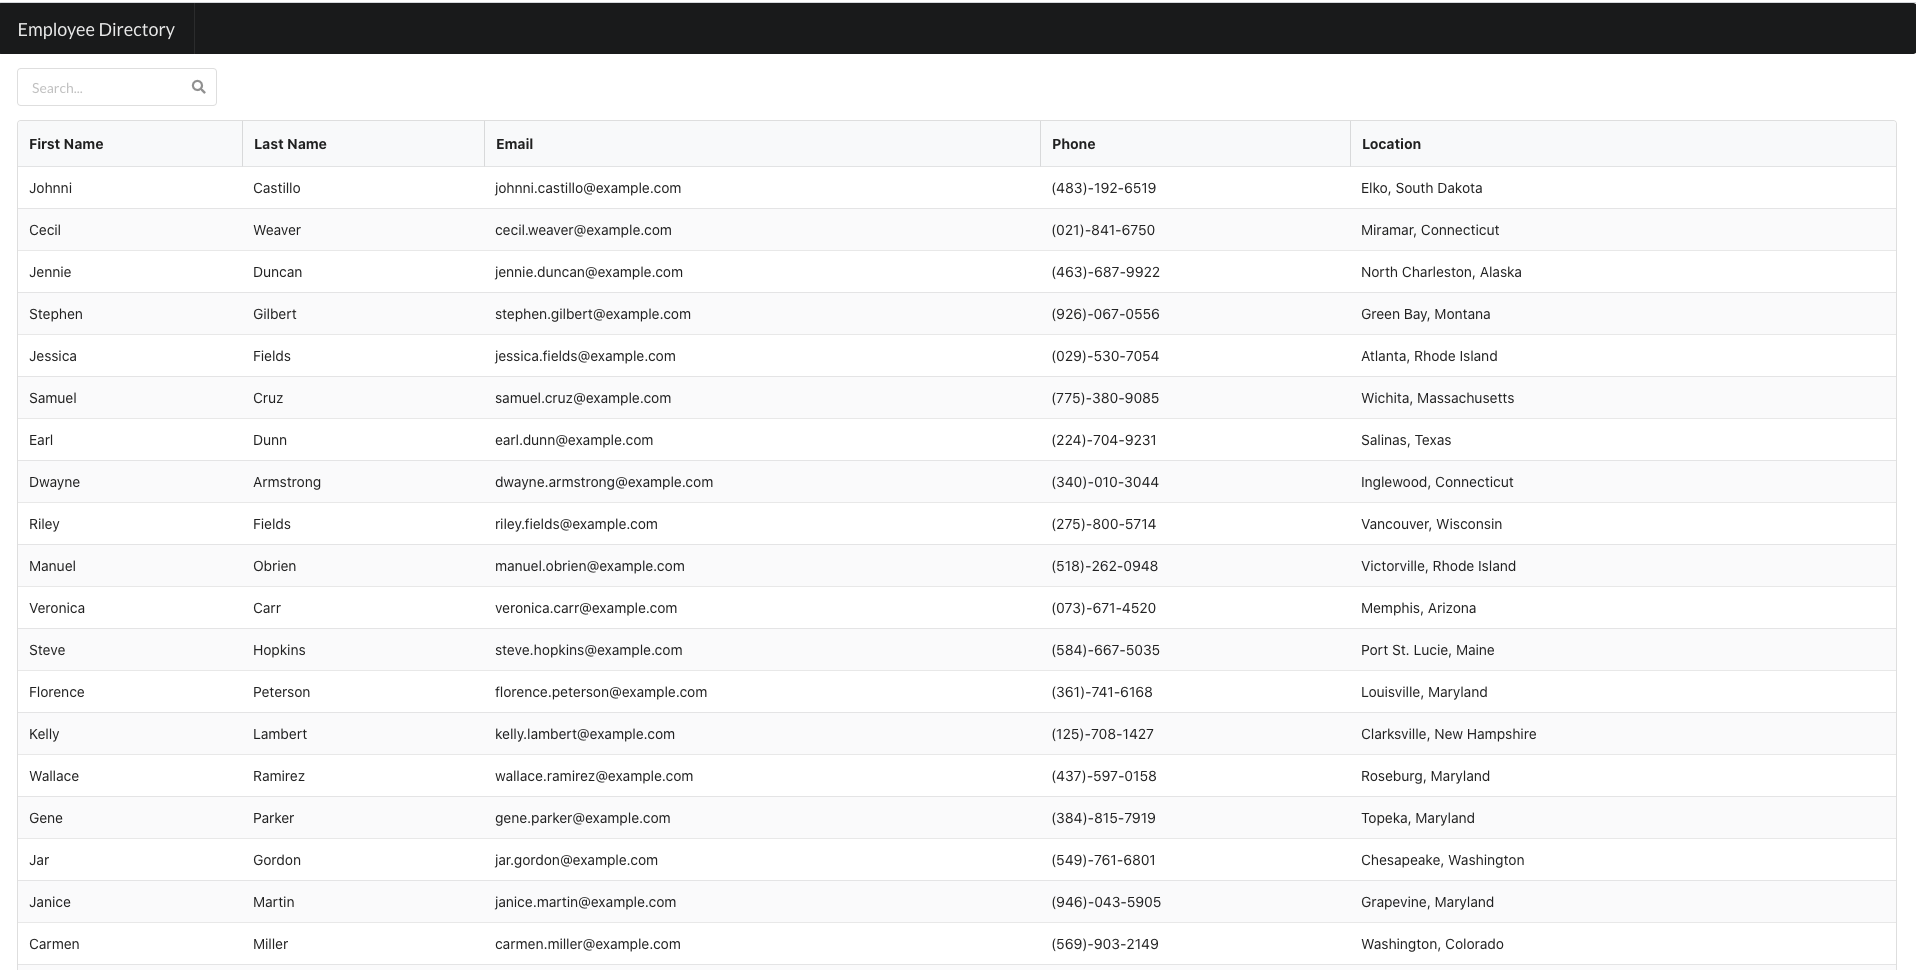 Employee Directory
Search...
First Name Last Name Email Phone Location
Johnni Castillo johnni.castillo@example.com (483)-192-6519 Elko, South Dakota
Cecil Weaver cecil.weaver@example.com (021)-841-6750 Miramar, Connecticut
Jennie Duncan jennie.duncan@example.com (463)-687-9922 North Charleston, Alaska
Stephen Gilbert stephen.gilbert@example.com (926)-067-0556 Green Bay, Montana
Jessica Fields jessica.fields@example.com (029)-530-7054 Atlanta, Rhode Island
Samuel Cruz samuel.cruz@example.com (775)-380-9085 Wichita, Massachusetts
Earl Dunn earl.dunn@example.com (224)-704-9231 Salinas, Texas
Dwayne Armstrong dwayne.armstrong@example.com (340)-010-3044 Inglewood, Connecticut
Riley Fields riley.fields@example.com (275)-800-5714 Vancouver, Wisconsin
Manuel Obrien manuel.obrien@example.com (518)-262-0948 Victorville, Rhode Island
Veronica Carr veronica.carr@example.com (073)-671-4520 Memphis, Arizona
Steve Hopkins steve.hopkins@example.com (584)-667-5035 Port St. Lucie, Maine
Florence Peterson florence.peterson@example.com (361)-741-6168 Louisville, Maryland
Kelly Lambert kelly.lambert@example.com (125)-708-1427 Clarksville, New Hampshire
Wallace Ramirez wallace.ramirez@example.com (437)-597-0158 Roseburg, Maryland
Gene Parker gene.parker@example.com (384)-815-7919 Topeka, Maryland
Jar Gordon jar.gordon@example.com (549)-761-6801 Chesapeake, Washington
Janice Martin janice.martin@example.com (946)-043-5905 Grapevine, Maryland
Carmen Miller carmen.miller@example.com (569)-903-2149 Washington, Colorado